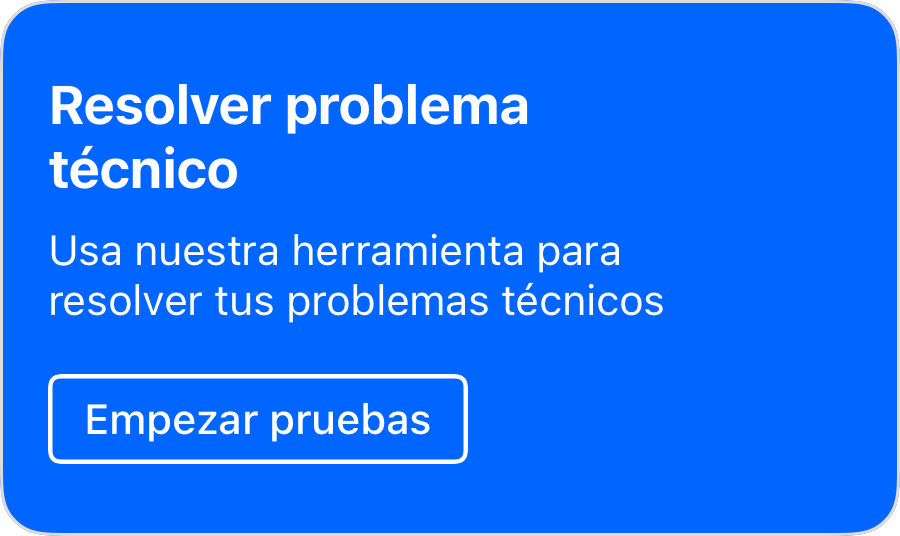 Resolver problema
técnico
Usa nuestra herramienta para
resolver tus problemas técnicos
Empezar pruebas